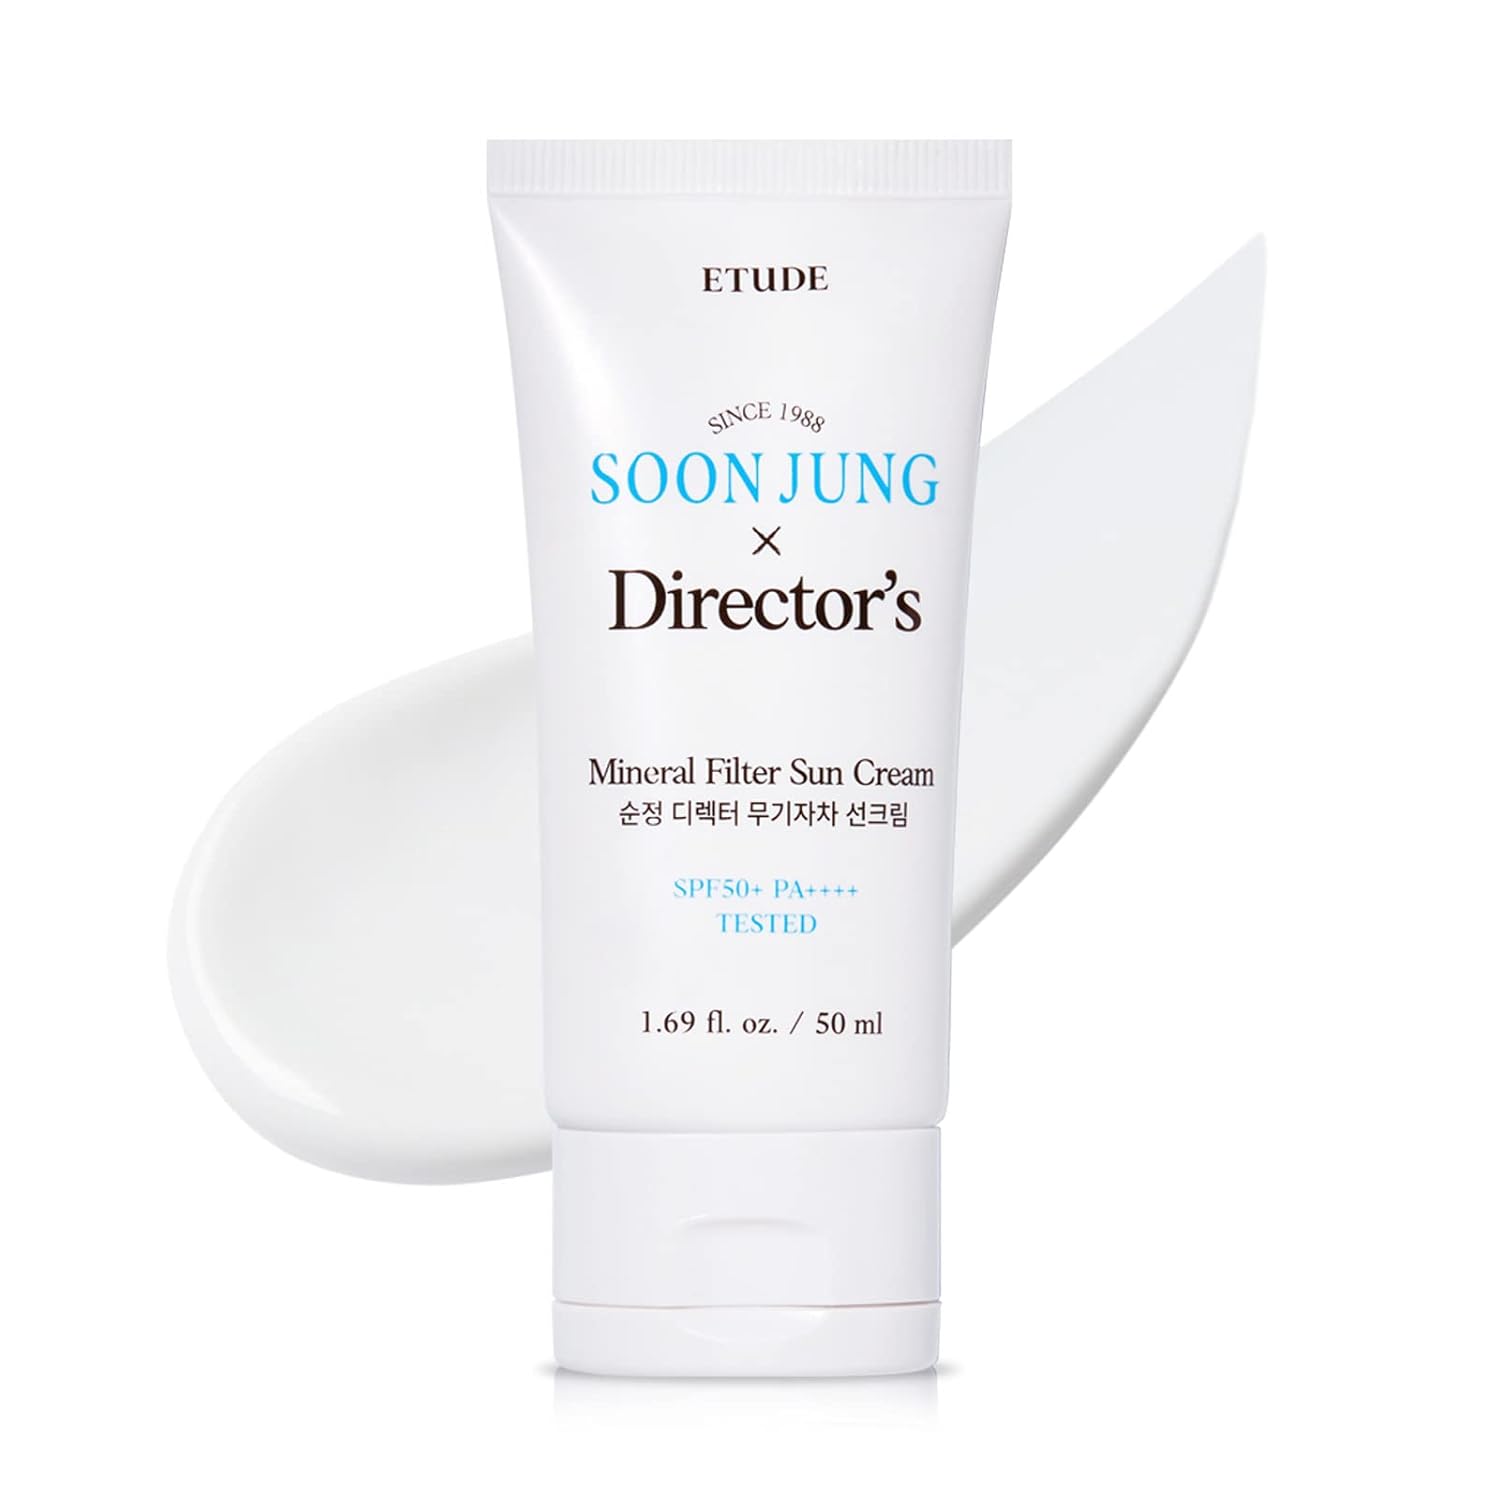 ETUDE
SINCE 1988
SOON JUNG
×
Director's
Mineral Filter Sun Cream
순정 디렉터 무기자차 선크림
SPF50+ PA++++
TESTED
1.69 fl. oz. / 50 ml